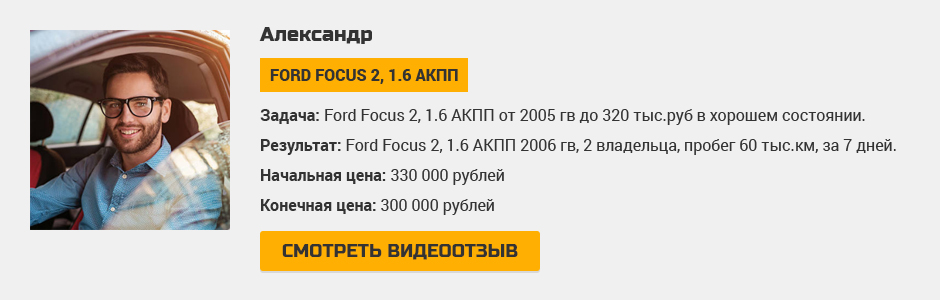 Александр
FORD FOCUS 2, 1.6 АКПП
Задача: Ford Focus 2, 1.6 АКПП от 2005 гв до 320 тыс.руб в хорошем состоянии.
Результат: Ford Focus 2, 1.6 АКПП 2006 гв, 2 владельца, пробег 60 тыс.км, за 7 дней.
Начальная цена: 330 000 рублей
Конечная цена: 300 000 рублей
СМОТРЕТЬ ВИДЕООТЗЫВ